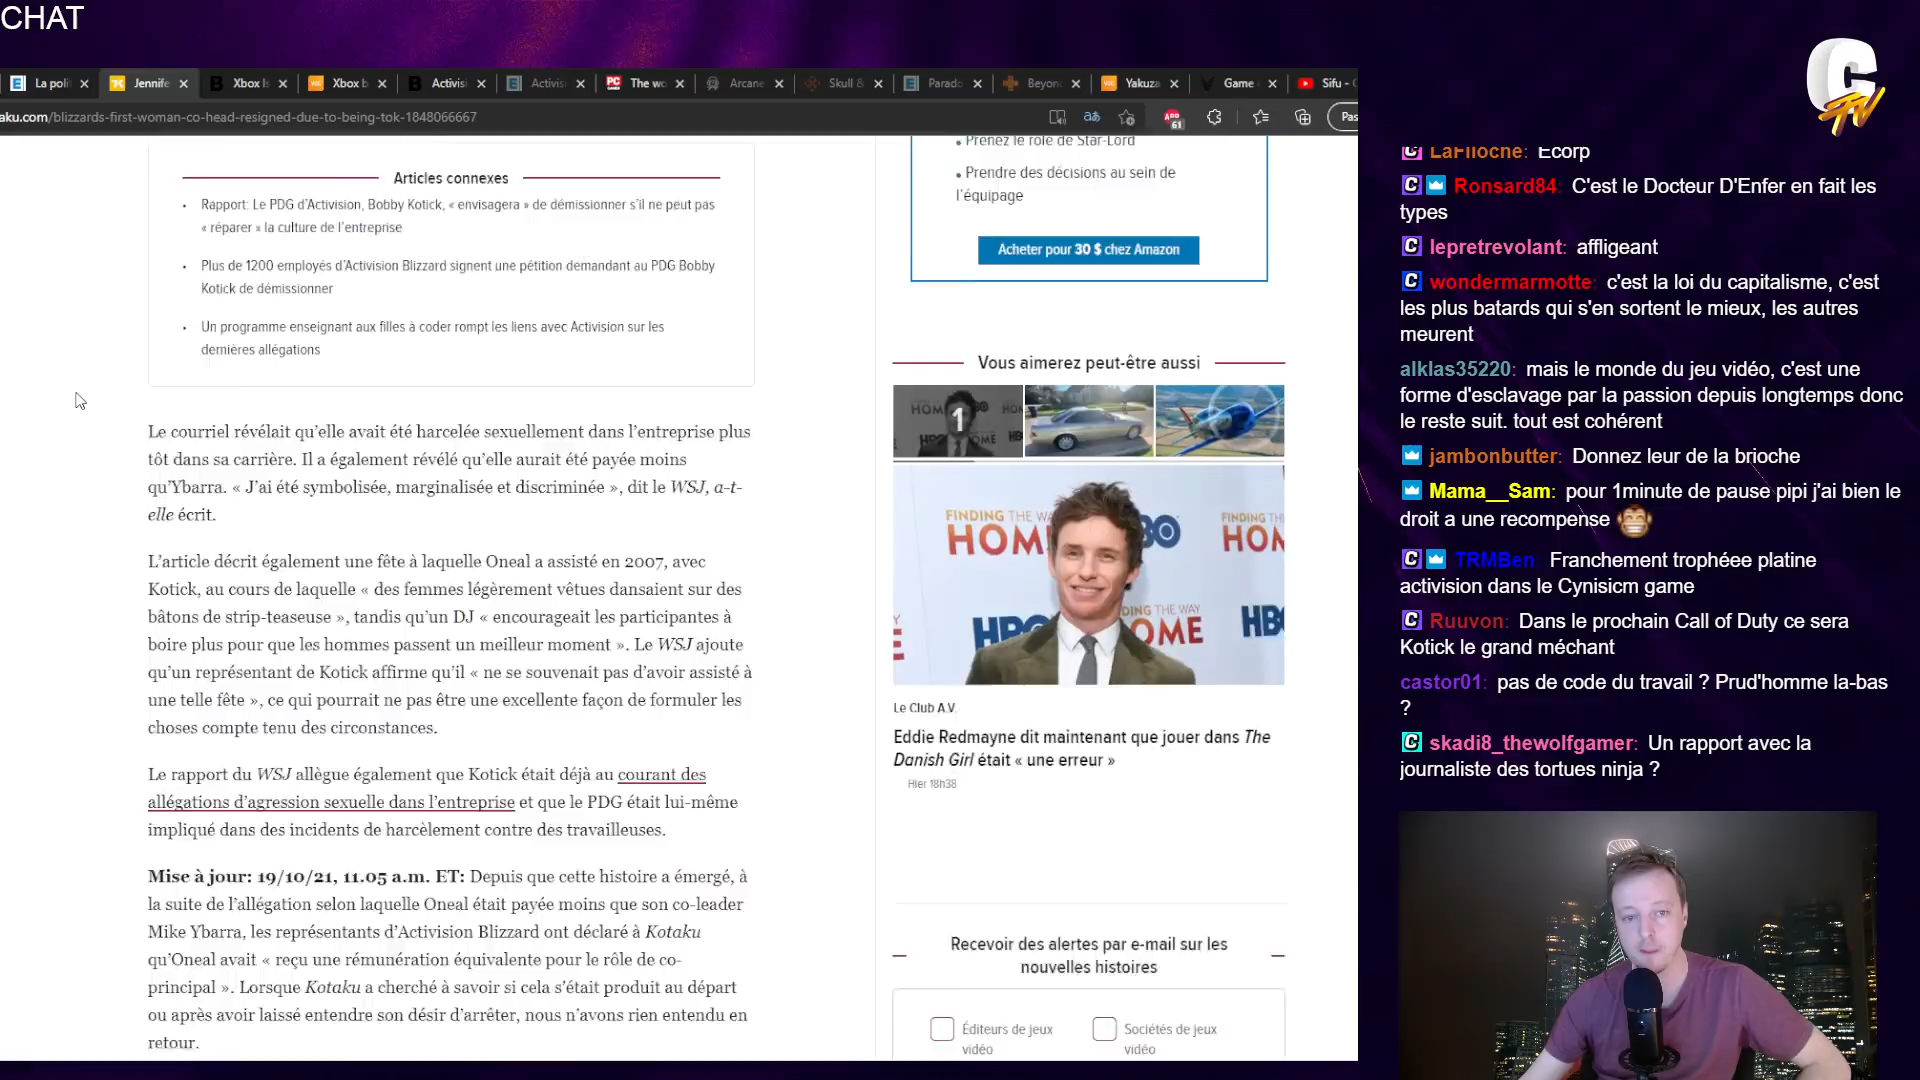 CHAT
La poli
Jennife
Xbox Is
Xbox b
Activisi
Activis
The wo
Arcane
Skull &
Parado
Beyon
Yakuza
Game
Sifu -
aku.com/blizzards-first-woman-co-head-resigned-due-to-being-tok-1848066667
61
Pas
Articles connexes
• Rapport: Le PDG d'Activision, Bobby Kotick, « envisagera » de démissionner s'il ne peut pas
« réparer » la culture de l'entreprise
• Plus de 1200 employés d'Activision Blizzard signent une pétition demandant au PDG Bobby
Kotick de démissionner
• Un programme enseignant aux filles à coder rompt les liens avec Activision sur les
dernières allégations
Le courriel révélait qu'elle avait été harcelée sexuellement dans l'entreprise plus
tôt dans sa carrière. Il a également révélé qu'elle aurait été payée moins
qu'Ybarra. « J'ai été symbolisée, marginalisée et discriminée », dit le WSJ, a-t-
elle écrit.
L'article décrit également une fête à laquelle Oneal a assisté en 2007, avec
Kotick, au cours de laquelle « des femmes légèrement vêtues dansaient sur des
bâtons de strip-teaseuse », tandis qu'un DJ « encourageait les participantes à
boire plus pour que les hommes passent un meilleur moment ». Le WSJ ajoute
qu'un représentant de Kotick affirme qu'il « ne se souvenait pas d'avoir assisté à
une telle fête », ce qui pourrait ne pas être une excellente façon de formuler les
choses compte tenu des circonstances.
Le rapport du WSJ allègue également que Kotick était déjà au courant des
allégations d'agression sexuelle dans l'entreprise et que le PDG était lui-même
impliqué dans des incidents de harcèlement contre des travailleuses.
Mise à jour: 19/10/21, 11.05 a.m. ET: Depuis que cette histoire a émergé, à
la suite de l'allégation selon laquelle Oneal était payée moins que son co-leader
Mike Ybarra, les représentants d'Activision Blizzard ont déclaré à Kotaku
qu'Oneal avait « reçu une rémunération équivalente pour le rôle de co-
principal ». Lorsque Kotaku a cherché à savoir si cela s'était produit au départ
ou après avoir laissé entendre son désir d'arrêter, nous n'avons rien entendu en
retour.
• Prenez le rôle de Star-Lord
• Prendre des décisions au sein de
l'équipage
Acheter pour 30 $ chez Amazon
Vous aimerez peut-être aussi
1
FINDING THE WAY
HOM
HBO
FINDING TH
HOM
DING THE WAY
OME
HBO
Le Club A.V.
Eddie Redmayne dit maintenant que jouer dans The
Danish Girl était « une erreur »
Hier 18h38
Recevoir des alertes par e-mail sur les
nouvelles histoires
Éditeurs de jeux
vidéo
Sociétés de jeux
vidéo
C TV
LaFiloche: Ecorp
Ronsard84: C'est le Docteur D'Enfer en fait les
types
lepretrevolant: affligeant
wondermarmotte: c'est la loi du capitalisme, c'est
les plus batards qui s'en sortent le mieux, les autres
meurent
alklas35220: mais le monde du jeu vidéo, c'est une
forme d'esclavage par la passion depuis longtemps donc
le reste suit. tout est cohérent
jambonbutter: Donnez leur de la brioche
Mama__Sam: pour 1minute de pause pipi j'ai bien le
droit a une recompense
TRMBen: Franchement trophéee platine
activision dans le Cynisicm game
Ruuvon: Dans le prochain Call of Duty ce sera
Kotick le grand méchant
castor01: pas de code du travail ? Prud'homme la-bas
?
skadi8_thewolfgamer: Un rapport avec la
journaliste des tortues ninja ?